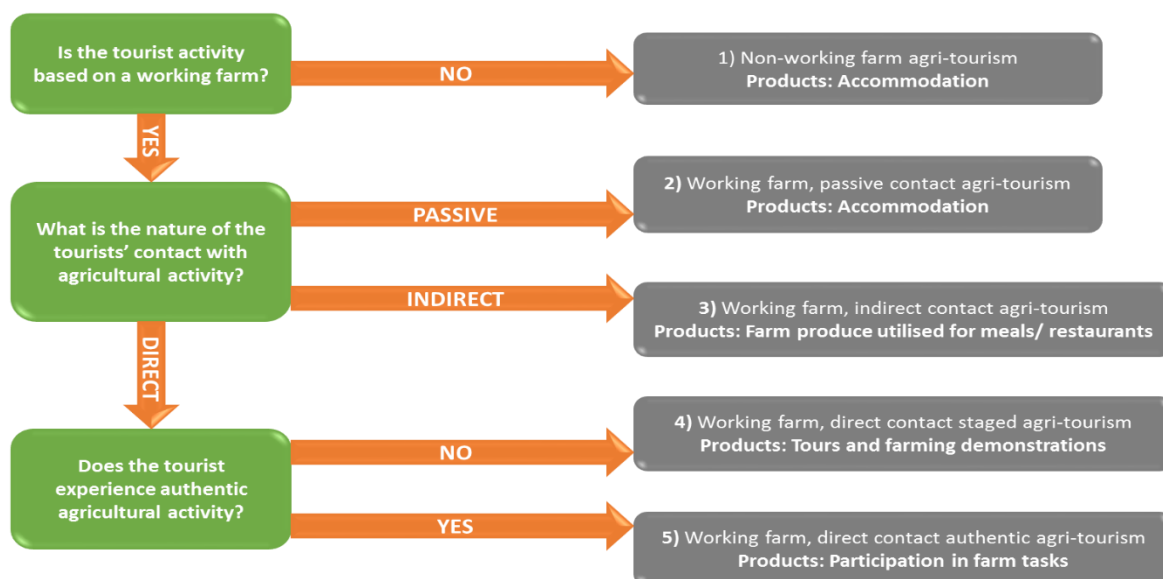 Is the tourist activity
based on a working farm?
NO
1) Non-working farm agri-tourism
Products: Accommodation
YES
What is the nature of the
tourists’ contact with
agricultural activity?
PASSIVE
2) Working farm, passive contact agri-tourism
Products: Accommodation
INDIRECT
3) Working farm, indirect contact agri-tourism
Products: Farm produce utilised for meals/ restaurants
DIRECT
Does the tourist
experience authentic
agricultural activity?
NO
4) Working farm, direct contact staged agri-tourism
Products: Tours and farming demonstrations
YES
5) Working farm, direct contact authentic agri-tourism
Products: Participation in farm tasks